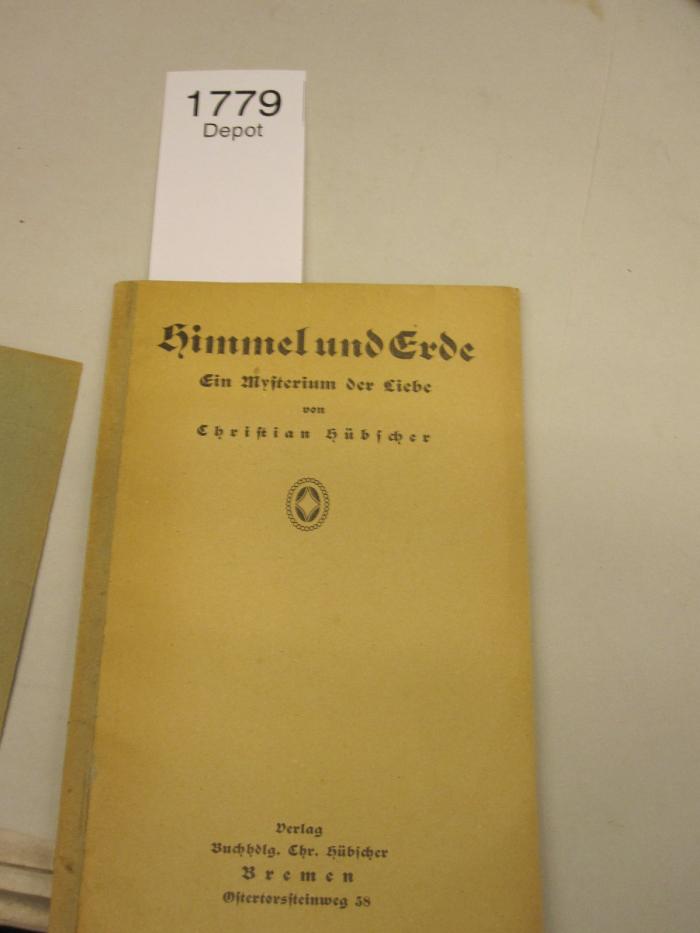 1779
Depot
Himmel und Erde
Ein Myſterium der Liebe
von
Chriſtian Hübſcher
Verlag
Buchhdlg. Chr. Hübſcher
Bremen
Oſtertorsſteinweg 58